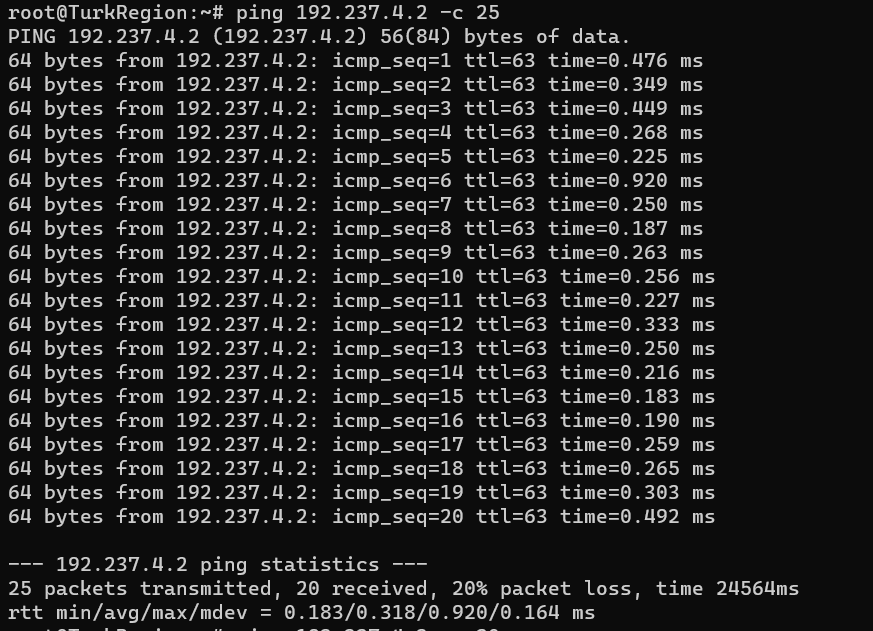 root@TurkRegion:~# ping 192.237.4.2 -c 25
PING 192.237.4.2 (192.237.4.2) 56(84) bytes of data.
64 bytes from 192.237.4.2: icmp_seq=1 ttl=63 time=0.476 ms
64 bytes from 192.237.4.2: icmp_seq=2 ttl=63 time=0.349 ms
64 bytes from 192.237.4.2: icmp_seq=3 ttl=63 time=0.449 ms
64 bytes from 192.237.4.2: icmp_seq=4 ttl=63 time=0.268 ms
64 bytes from 192.237.4.2: icmp_seq=5 ttl=63 time=0.225 ms
64 bytes from 192.237.4.2: icmp_seq=6 ttl=63 time=0.920 ms
64 bytes from 192.237.4.2: icmp_seq=7 ttl=63 time=0.250 ms
64 bytes from 192.237.4.2: icmp_seq=8 ttl=63 time=0.187 ms
64 bytes from 192.237.4.2: icmp_seq=9 ttl=63 time=0.263 ms
64 bytes from 192.237.4.2: icmp_seq=10 ttl=63 time=0.256 ms
64 bytes from 192.237.4.2: icmp_seq=11 ttl=63 time=0.227 ms
64 bytes from 192.237.4.2: icmp_seq=12 ttl=63 time=0.333 ms
64 bytes from 192.237.4.2: icmp_seq=13 ttl=63 time=0.250 ms
64 bytes from 192.237.4.2: icmp_seq=14 ttl=63 time=0.216 ms
64 bytes from 192.237.4.2: icmp_seq=15 ttl=63 time=0.183 ms
64 bytes from 192.237.4.2: icmp_seq=16 ttl=63 time=0.190 ms
64 bytes from 192.237.4.2: icmp_seq=17 ttl=63 time=0.259 ms
64 bytes from 192.237.4.2: icmp_seq=18 ttl=63 time=0.265 ms
64 bytes from 192.237.4.2: icmp_seq=19 ttl=63 time=0.303 ms
64 bytes from 192.237.4.2: icmp_seq=20 ttl=63 time=0.492 ms
--- 192.237.4.2 ping statistics ---
25 packets transmitted, 20 received, 20% packet loss, time 24564ms
rtt min/avg/max/mdev = 0.183/0.318/0.920/0.164 ms